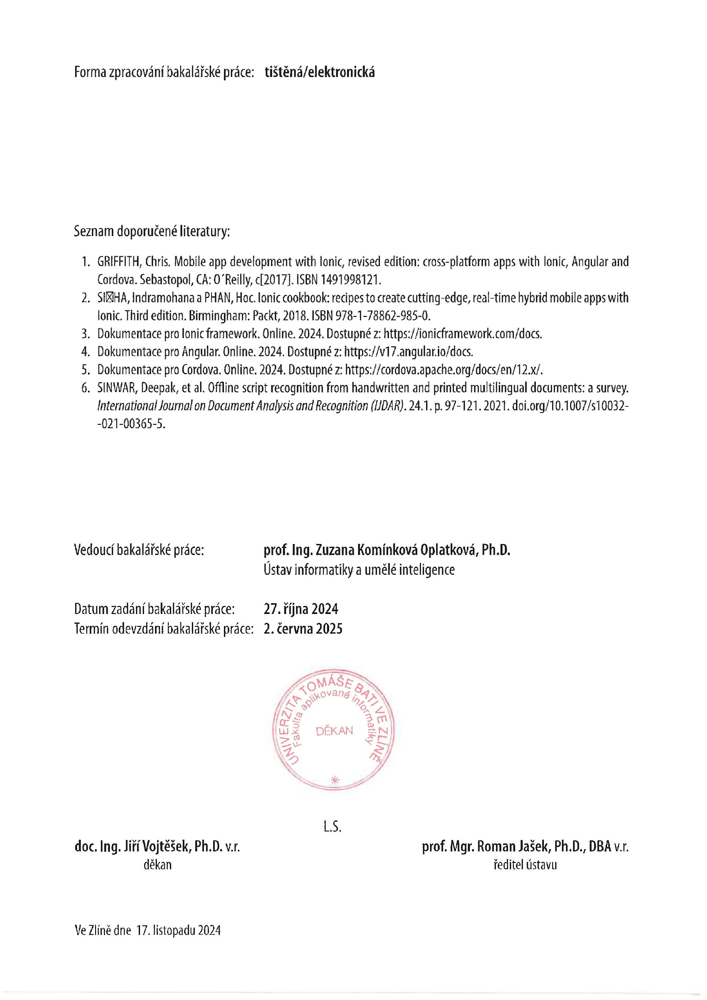 Forma zpracování bakalářské práce: tištěná/elektronická
Seznam doporučené literatury:
1. GRIFFITH, Chris. Mobile app development with Ionic, revised edition: cross-platform apps with Ionic, Angular and
Cordova. Sebastopol, CA: O´Reilly, c[2017]. ISBN 1491998121.
2. SI☒HA, Indramohana a PHAN, Hoc. Ionic cookbook: recipes to create cutting-edge, real-time hybrid mobile apps with
Ionic. Third edition. Birmingham: Packt, 2018. ISBN 978-1-78862-985-0.
3. Dokumentace pro Ionic framework. Online. 2024. Dostupné z: https://ionicframework.com/docs.
4. Dokumentace pro Angular. Online. 2024. Dostupné z: https://v17.angular.io/docs.
5. Dokumentace pro Cordova. Online. 2024. Dostupné z: https://cordova.apache.org/docs/en/12.x/.
6. SINWAR, Deepak, et al. Offline script recognition from handwritten and printed multilingual documents: a survey.
International Journal on Document Analysis and Recognition (IJDAR). 24.1. p. 97-121. 2021. doi.org/10.1007/s10032-
-021-00365-5.
Vedoucí bakalářské práce: prof. Ing. Zuzana Komínková Oplatková, Ph.D.
Ústav informatiky a umělé inteligence
Datum zadání bakalářské práce: 27. října 2024
Termín odevzdání bakalářské práce: 2. června 2025
UNIVERZITA TOMÁŠE BATI VE ZLÍNĚ
Fakulta aplikované informatiky
DĚKAN
L.S.
doc. Ing. Jiří Vojtěšek, Ph.D. v.r. prof. Mgr. Roman Jašek, Ph.D., DBA v.r.
děkan ředitel ústavu
Ve Zlíně dne 17. listopadu 2024